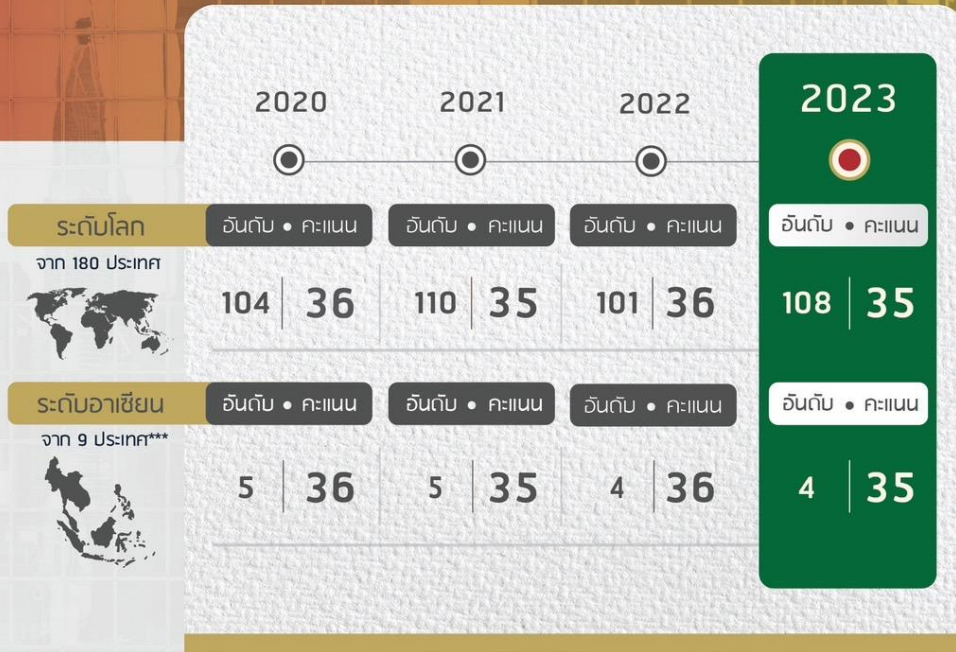 2020 2021 2022 2023
ระดับโลก อันดับ • คะแนน อันดับ • คะแนน อันดับ • คะแนน อันดับ • คะแนน
จาก 180 ประเทศ
104 36 110 35 101 36 108 35
ระดับอาเซียน อันดับ • คะแนน อันดับ • คะแนน อันดับ • คะแนน อันดับ • คะแนน
จาก 9 ประเทศ***
5 36 5 35 4 36 4 35